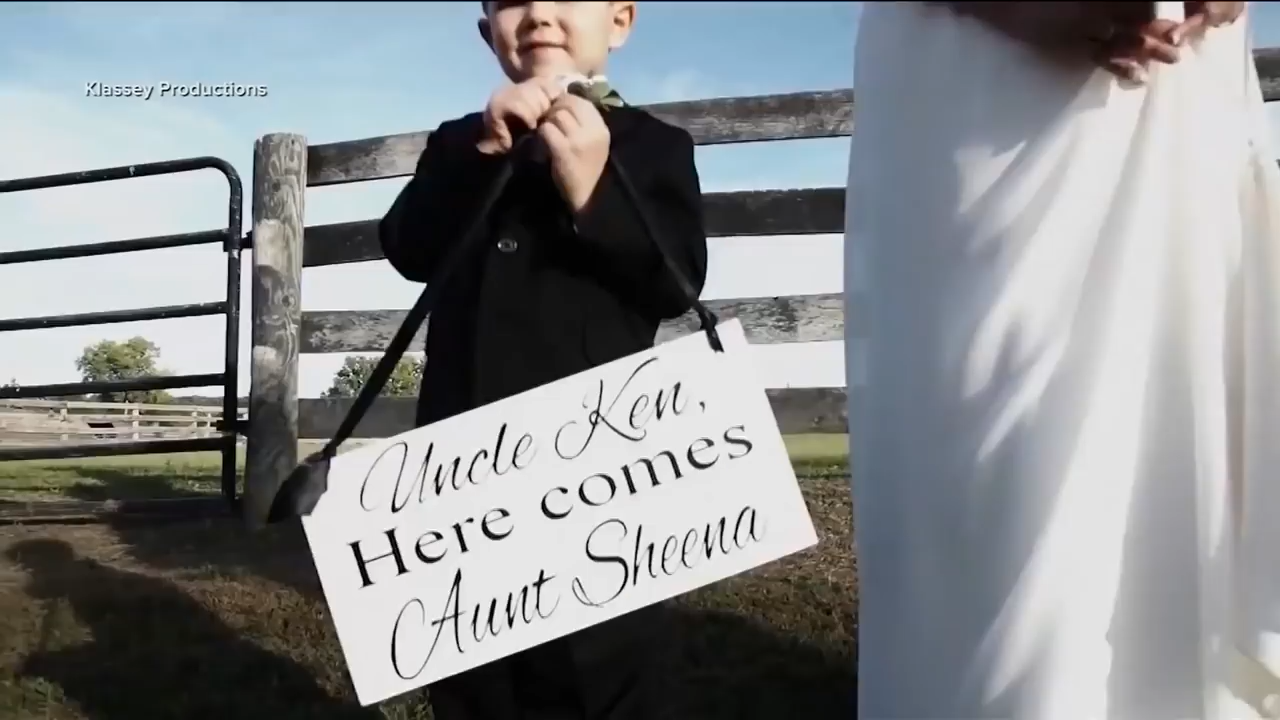 Klassey Productions
Uncle Ken,
Here comes
Aunt Sheena